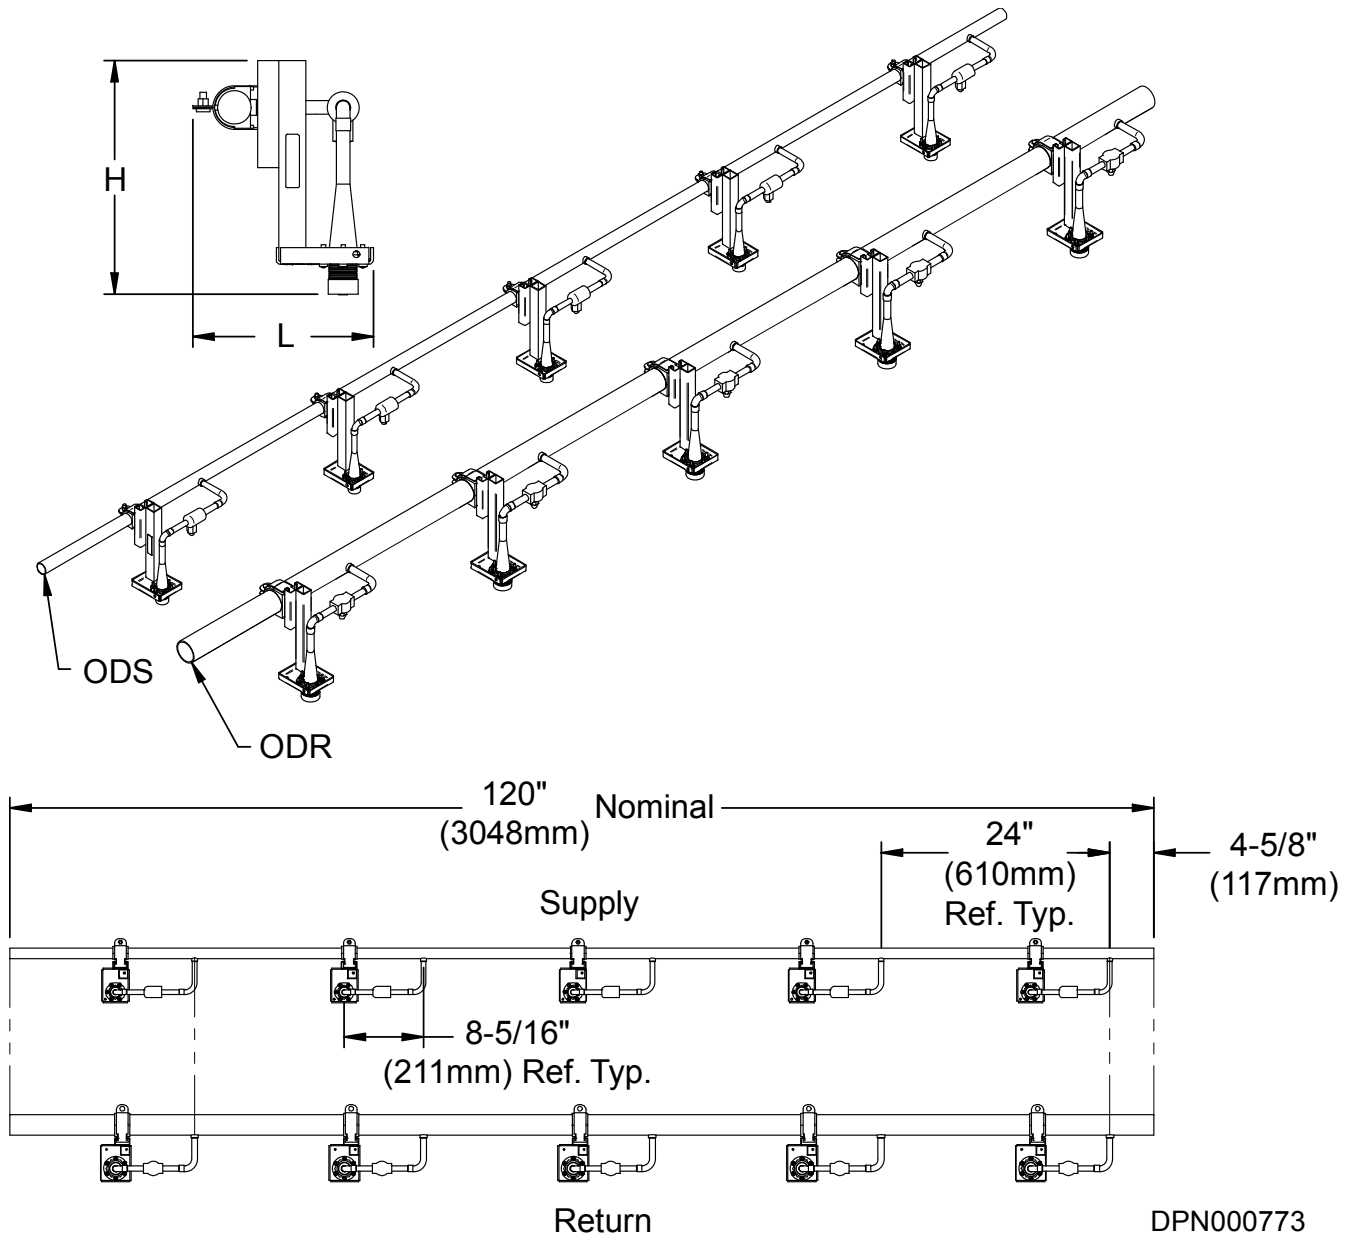 H
L
ODS
ODR
120" Nominal
(3048mm)
24"
(610mm)
Ref. Typ.
4-5/8"
(117mm)
Supply
8-5/16"
(211mm) Ref. Typ.
Return
DPN000773